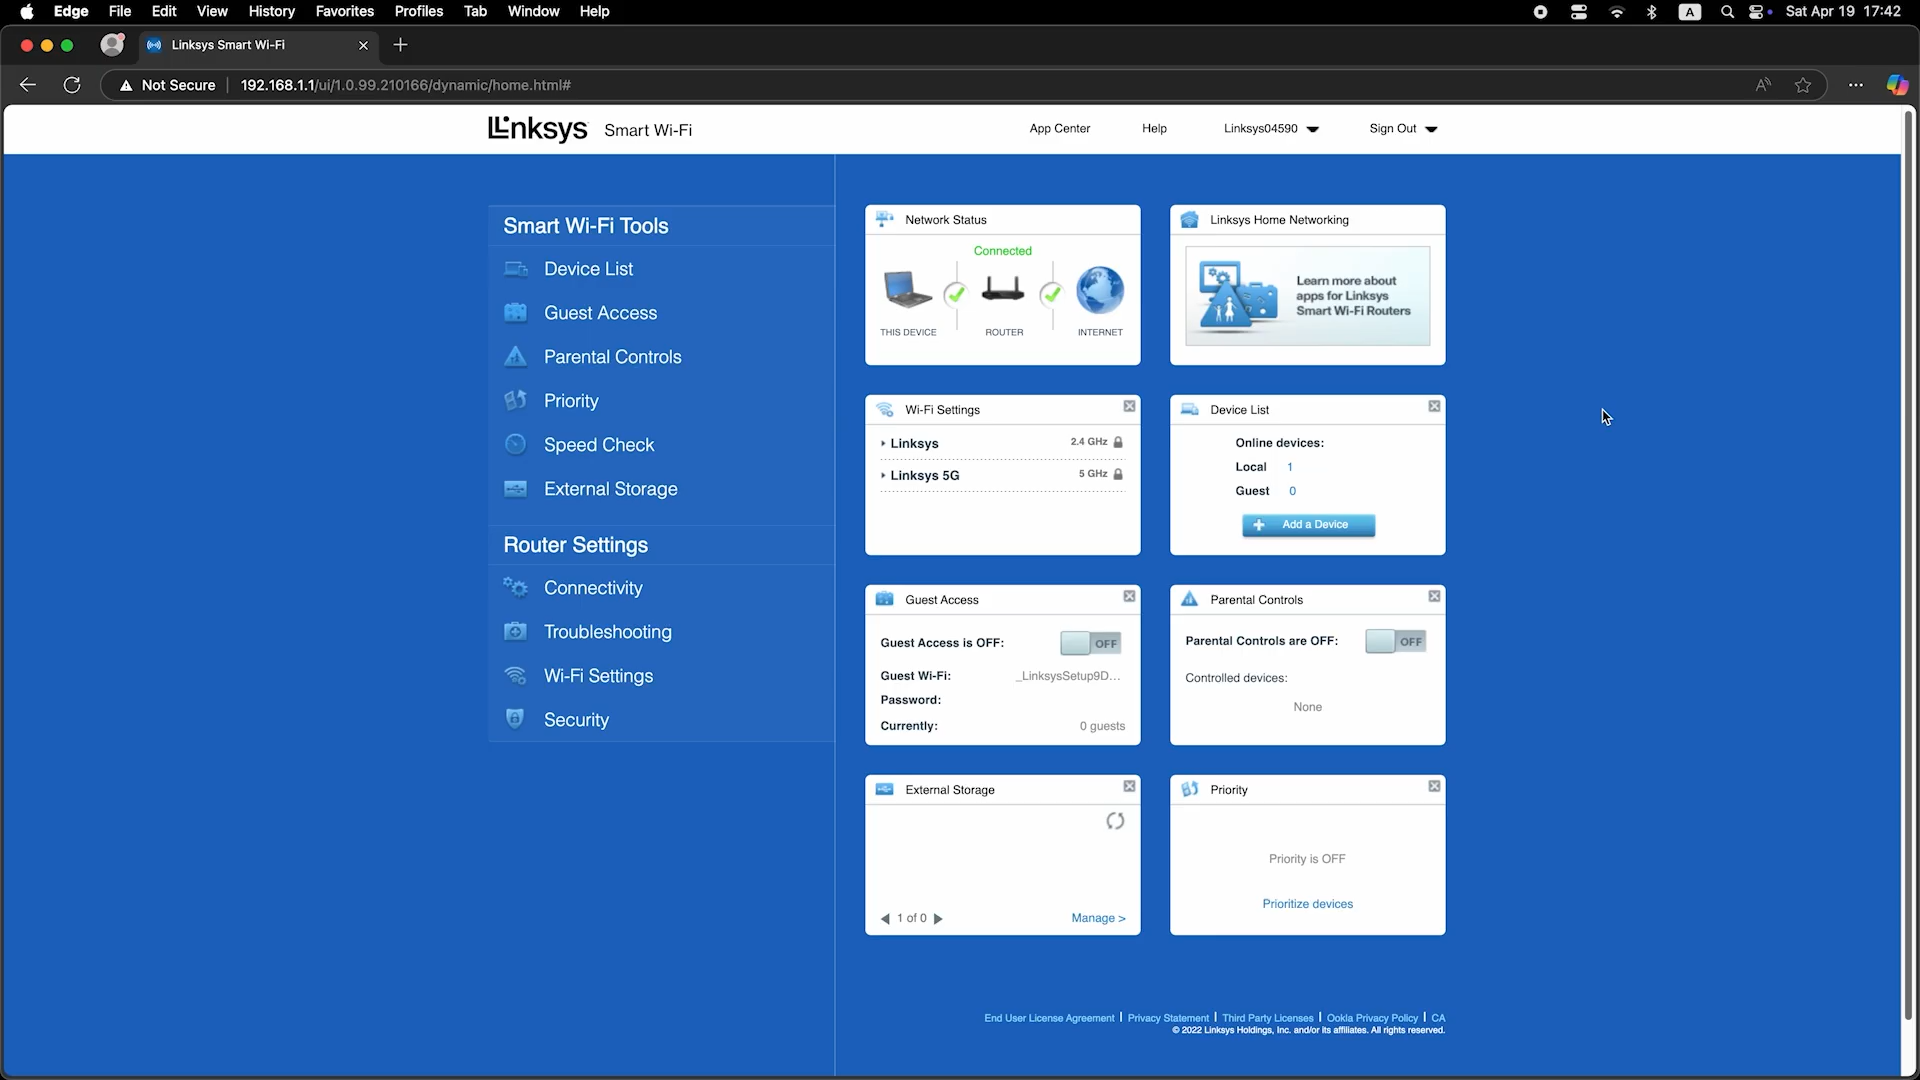 Edge File Edit View History Favorites Profiles Tab Window Help A Sat Apr 19 17:42
Linksys Smart Wi-Fi
Not Secure 192.168.1.1/ui/1.0.99.210166/dynamic/home.html#
Linksys Smart Wi-Fi App Center Help Linksys04590 Sign Out
Smart Wi-Fi Tools
Device List
Guest Access
Parental Controls
Priority
Speed Check
External Storage
Router Settings
Connectivity
Troubleshooting
Wi-Fi Settings
Security
Network Status
Connected
THIS DEVICE ROUTER INTERNET
Linksys Home Networking
Learn more about
apps for Linksys
Smart Wi-Fi Routers
Wi-Fi Settings
Linksys 2.4 GHz
Linksys 5G 5 GHz
Device List
Online devices:
Local 1
Guest 0
Add a Device
Guest Access
Guest Access is OFF: OFF
Guest Wi-Fi: _LinksysSetup9D...
Password:
Currently: 0 guests
Parental Controls
Parental Controls are OFF: OFF
Controlled devices:
None
External Storage
1 of 0 Manage >
Priority
Priority is OFF
Prioritize devices
End User License Agreement | Privacy Statement | Third Party Licenses | Ookla Privacy Policy | CA
© 2022 Linksys Holdings, Inc. and/or its affiliates. All rights reserved.